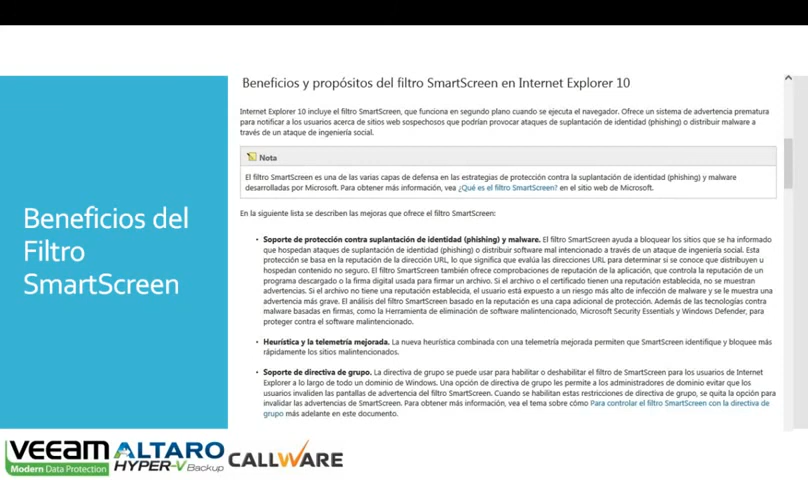 Beneficios del
Filtro
SmartScreen
Beneficios y propósitos del filtro SmartScreen en Internet Explorer 10
Internet Explorer 10 incluye el filtro SmartScreen, que funciona en segundo plano cuando se ejecuta el navegador. Ofrece un sistema de advertencia prematura
para notificar a los usuarios acerca de sitios web sospechosos que podrían provocar ataques de suplantación de identidad (phishing) o distribuir malware a
través de un ataque de ingeniería social.
Nota
El filtro SmartScreen es una de las varias capas de defensa en las estrategias de protección contra la suplantación de identidad (phishing) y malware
desarrolladas por Microsoft. Para obtener más información, vea ¿Qué es el filtro SmartScreen? en el sitio web de Microsoft.
En la siguiente lista se describen las mejoras que ofrece el filtro SmartScreen:
• Soporte de protección contra suplantación de identidad (phishing) y malware. El filtro SmartScreen ayuda a bloquear los sitios que se ha informado
que hospedan ataques de suplantación de identidad (phishing) o distribuir software mal intencionado a través de un ataque de ingeniería social. Esta
protección se basa en la reputación de la dirección URL, lo que significa que evalúa las direcciones URL para determinar si se conoce que distribuyen u
hospedan contenido no seguro. El filtro SmartScreen también ofrece comprobaciones de reputación de la aplicación, que controla la reputación de un
programa descargado o la firma digital usada para firmar un archivo. Si el archivo o el certificado tienen una reputación establecida, no se muestran
advertencias. Si el archivo no tiene una reputación establecida, el usuario está expuesto a un riesgo más alto de infección de malware y se le muestra una
advertencia más grave. El análisis del filtro SmartScreen basado en la reputación es una capa adicional de protección. Además de las tecnologías contra
malware basadas en firmas, como la Herramienta de eliminación de software malintencionado, Microsoft Security Essentials y Windows Defender, para
proteger contra el software malintencionado.
• Heurística y la telemetría mejorada. La nueva heurística combinada con una telemetría mejorada permiten que SmartScreen identifique y bloquee más
rápidamente los sitios malintencionados.
• Soporte de directiva de grupo. La directiva de grupo se puede usar para habilitar o deshabilitar el filtro de SmartScreen para los usuarios de Internet
Explorer a lo largo de todo un dominio de Windows. Una opción de directiva de grupo les permite a los administradores de dominio evitar que los
usuarios invaliden las pantallas de advertencia del filtro SmartScreen. Cuando se habilitan estas restricciones de directiva de grupo, se quita la opción para
invalidar las advertencias de SmartScreen. Para obtener más información, vea el tema sobre cómo Para controlar el filtro SmartScreen con la directiva de
grupo más adelante en este documento.
veeam
Modern Data Protection
ALTARO
HYPER-V Backup
CALLWARE